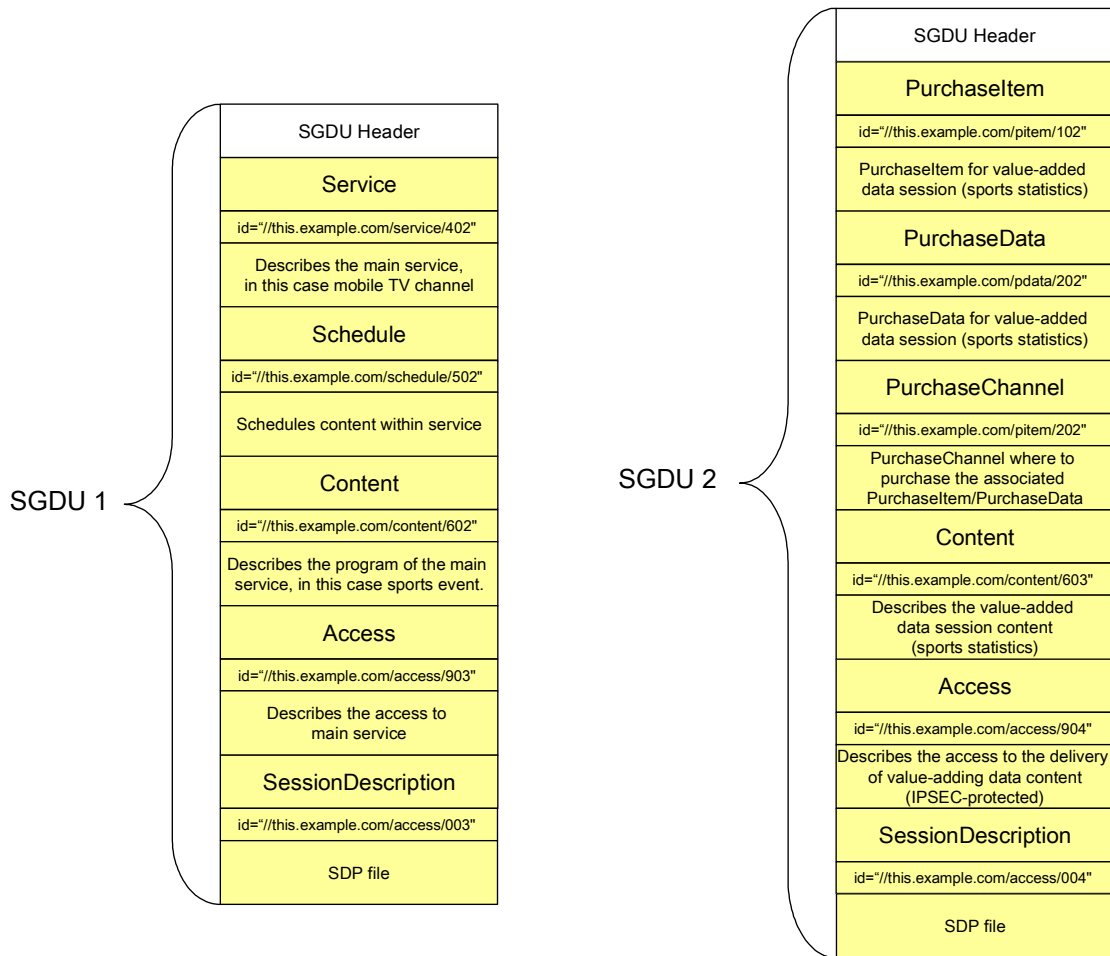 SGDU 1
SGDU Header
Service
id=“//this.example.com/service/402"
Describes the main service,
in this case mobile TV channel
Schedule
id=“//this.example.com/schedule/502"
Schedules content within service
Content
id=“//this.example.com/content/602"
Describes the program of the main
service, in this case sports event.
Access
id=“//this.example.com/access/903"
Describes the access to
main service
SessionDescription
id=“//this.example.com/access/003"
SDP file
SGDU 2
SGDU Header
PurchaseItem
id=“//this.example.com/pitem/102"
PurchaseItem for value-added
data session (sports statistics)
PurchaseData
id=“//this.example.com/pdata/202"
PurchaseData for value-added
data session (sports statistics)
PurchaseChannel
id=“//this.example.com/pitem/202"
PurchaseChannel where to
purchase the associated
PurchaseItem/PurchaseData
Content
id=“//this.example.com/content/603"
Describes the value-added
data session content
(sports statistics)
Access
id=“//this.example.com/access/904"
Describes the access to the delivery
of value-adding data content
(IPSEC-protected)
SessionDescription
id=“//this.example.com/access/004"
SDP file